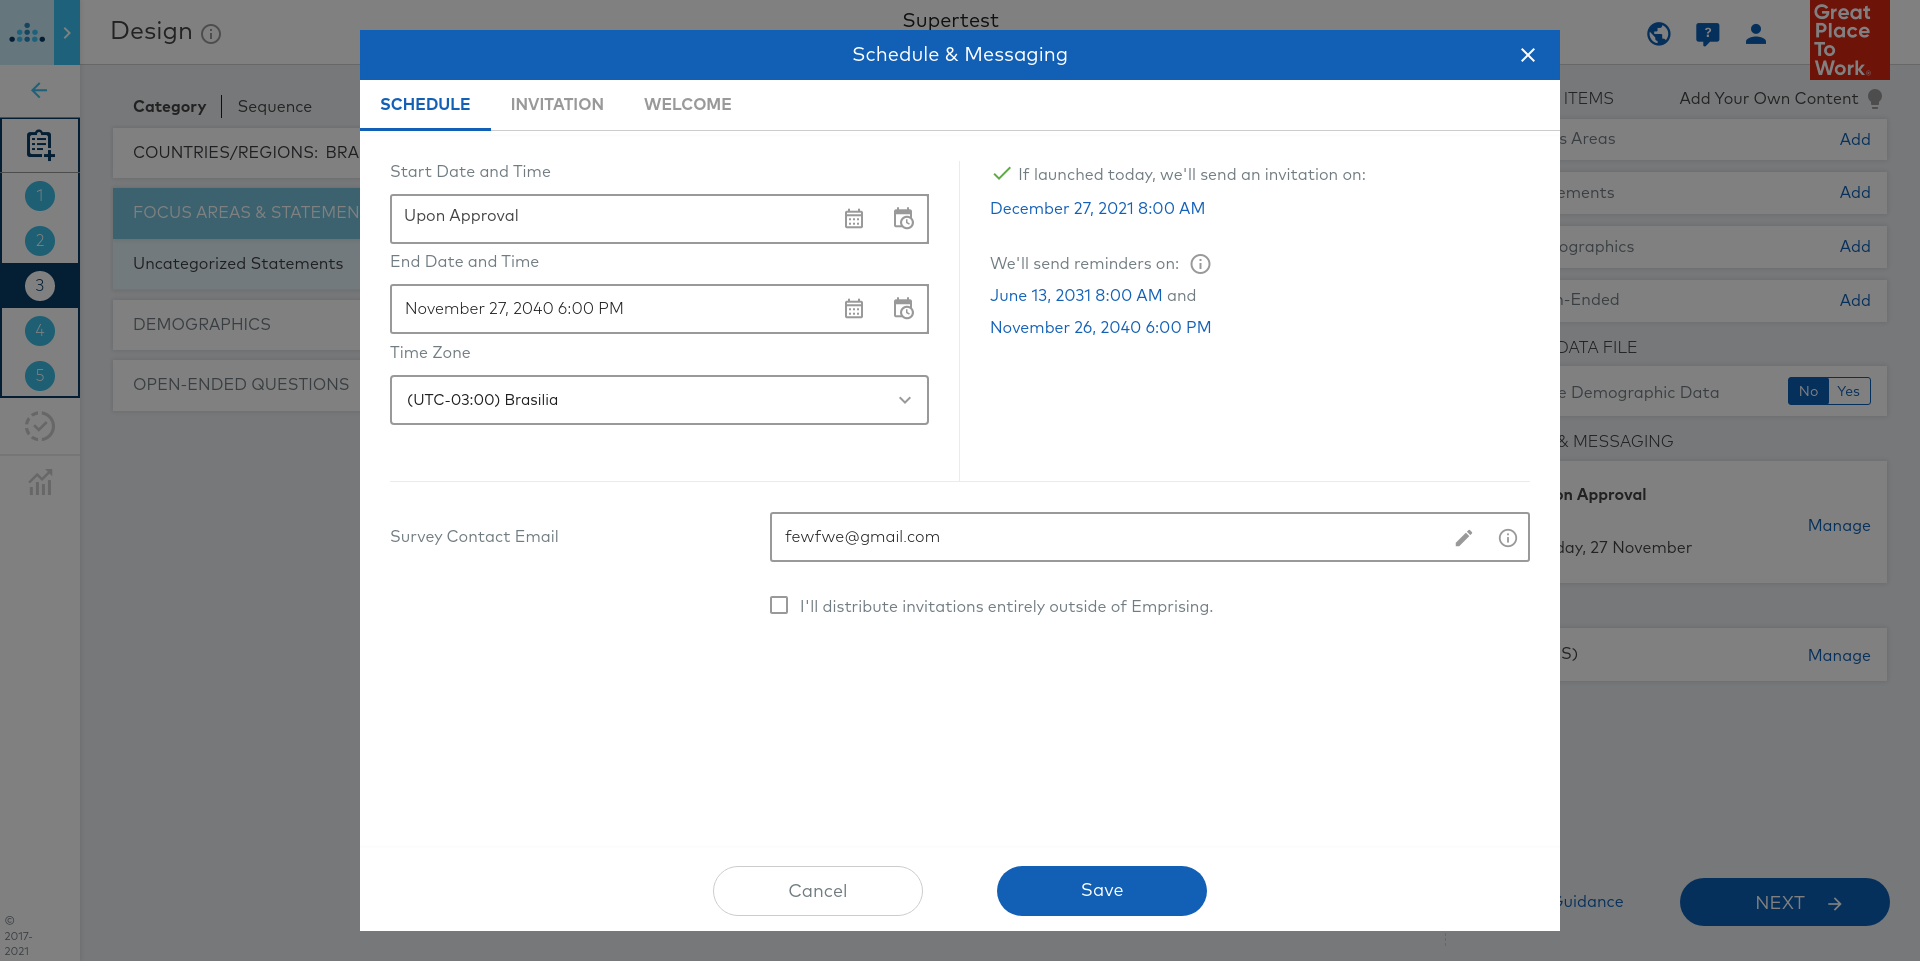 Design
Supertest
Great
Place
To
Work®
Schedule & Messaging
SCHEDULE INVITATION WELCOME
Category Sequence
ITEMS Add Your Own Content
COUNTRIES/REGIONS: BRA
Areas Add
Start Date and Time
If launched today, we'll send an invitation on:
Upon Approval
December 27, 2021 8:00 AM
1
FOCUS AREAS & STATEMEN
Add
2
End Date and Time
We'll send reminders on:
Uncategorized Statements
Add
3
November 27, 2040 6:00 PM
June 13, 2031 8:00 AM and
-Ended Add
November 26, 2040 6:00 PM
4
DEMOGRAPHICS
Time Zone
DATA FILE
5
OPEN-ENDED QUESTIONS
(UTC-03:00) Brasilia
Demographic Data No Yes
& MESSAGING
Approval
Manage
27 November
Survey Contact Email
fewfwe@gmail.com
I'll distribute invitations entirely outside of Emprising.
S) Manage
Cancel Save
Guidance
NEXT
©
2017-
2021